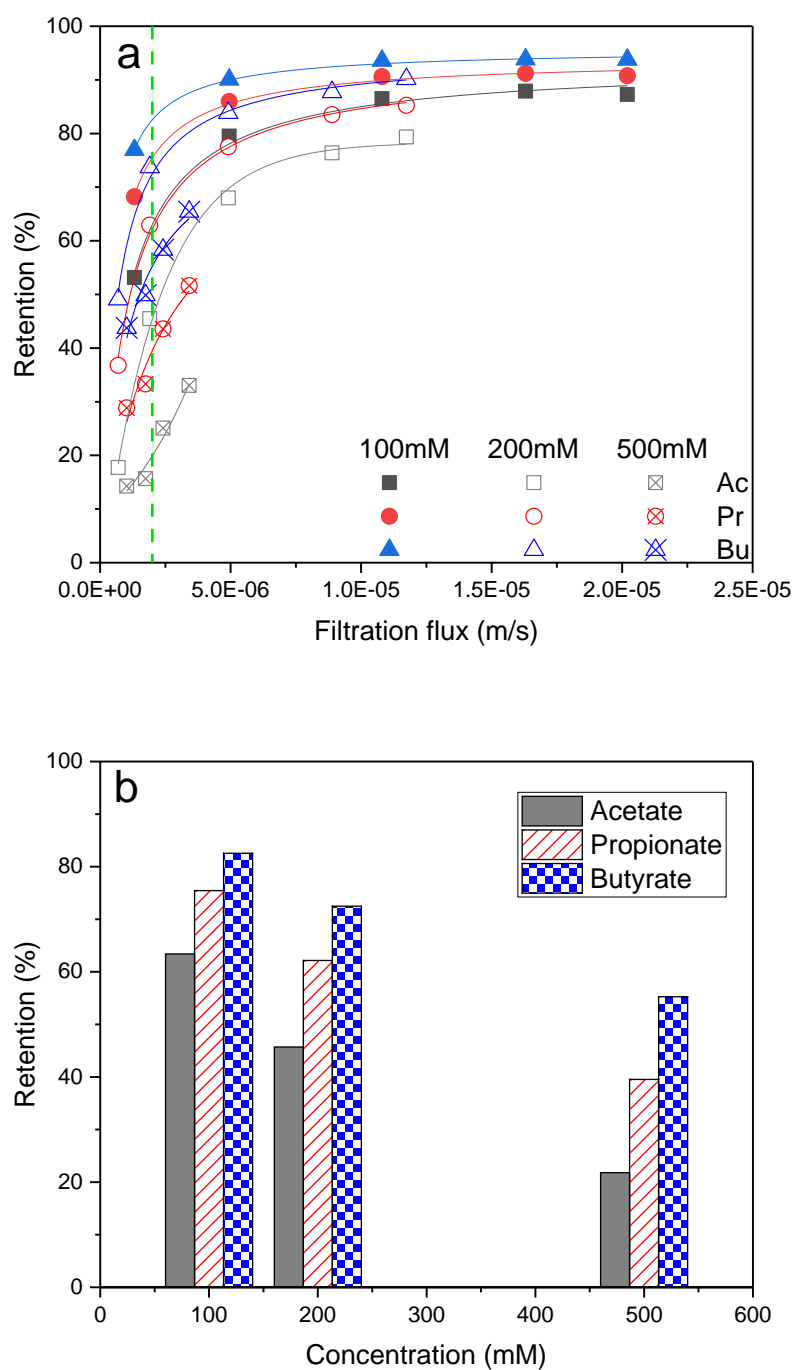 a
100
80
60
40
20
0
Retention (%)
100mM 200mM 500mM
Ac
Pr
Bu
0.0E+00 5.0E-06 1.0E-05 1.5E-05 2.0E-05 2.5E-05
Filtration flux (m/s)
b
100
80
60
40
20
0
Retention (%)
Acetate
Propionate
Butyrate
0 100 200 300 400 500 600
Concentration (mM)